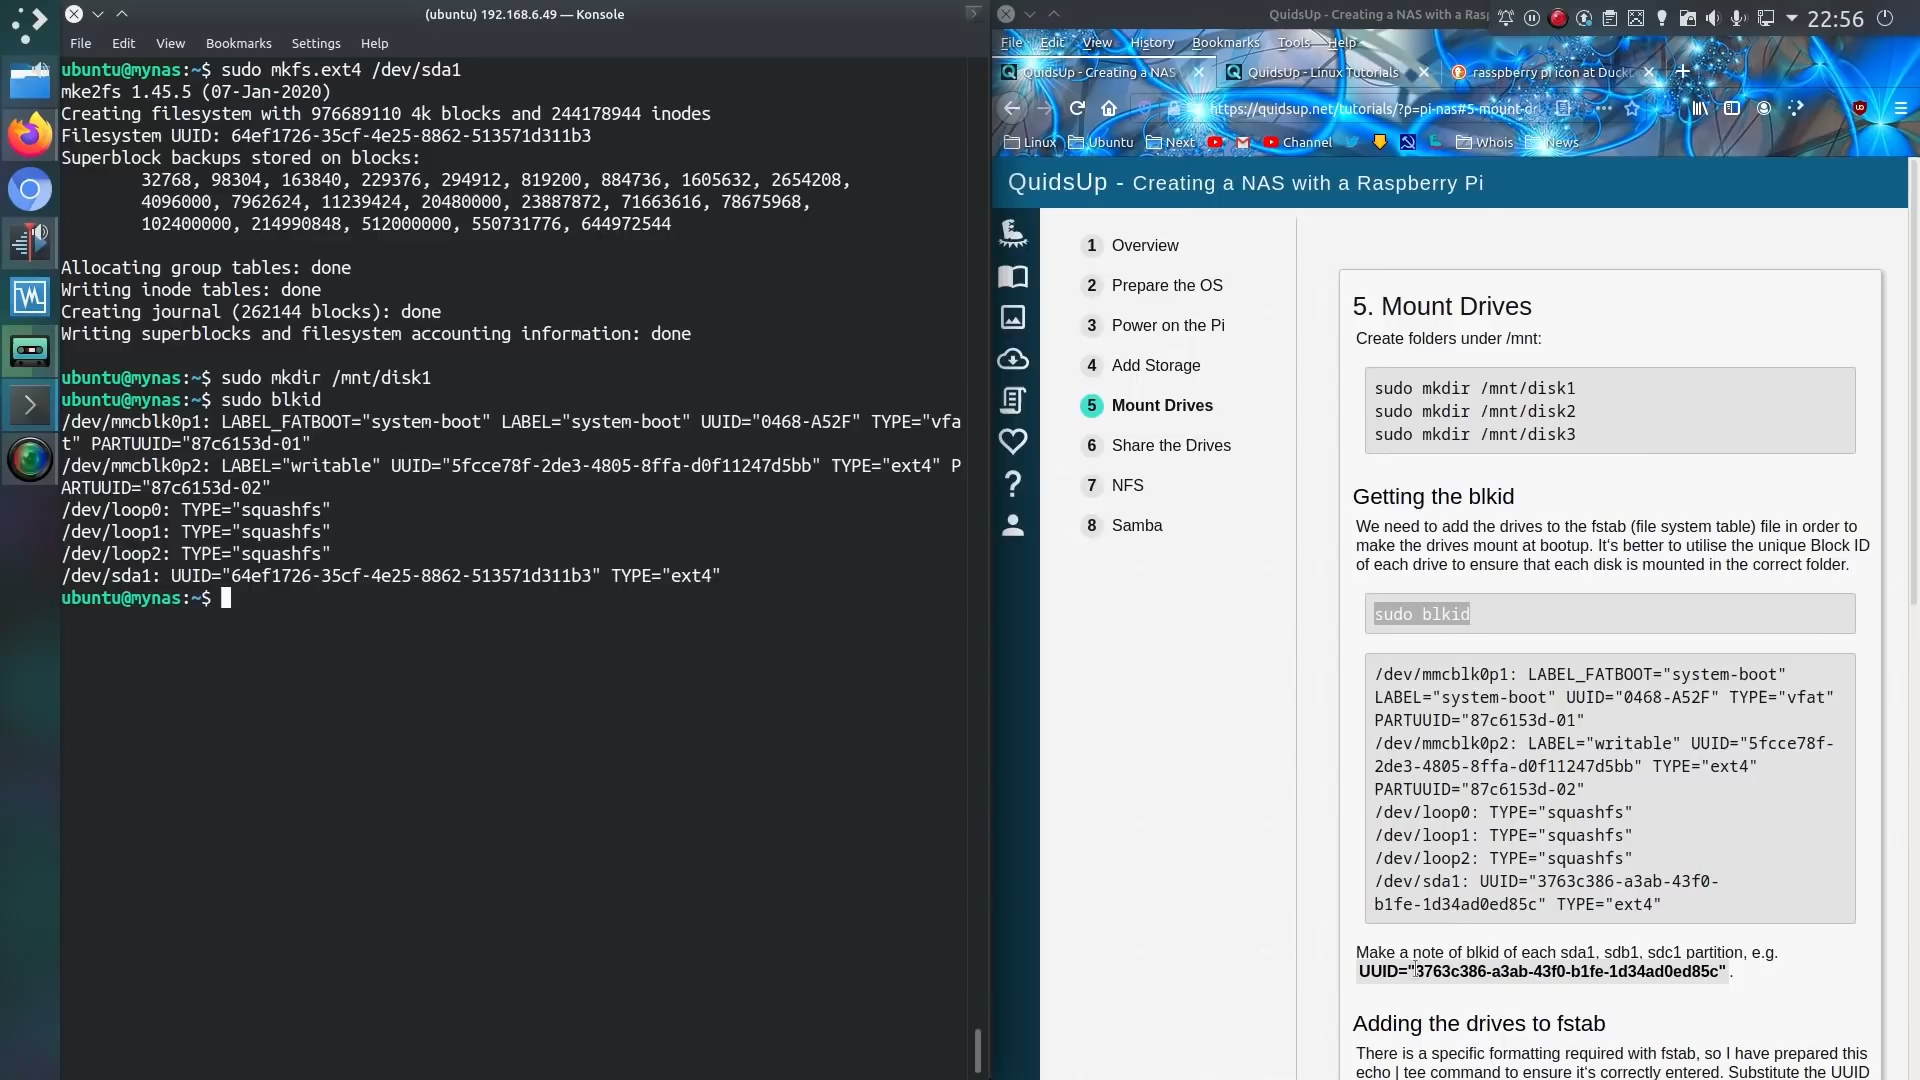 (ubuntu) 192.168.6.49 — Konsole
File Edit View Bookmarks Settings Help
ubuntu@mynas:~$ sudo mkfs.ext4 /dev/sda1
mke2fs 1.45.5 (07-Jan-2020)
Creating filesystem with 976689110 4k blocks and 244178944 inodes
Filesystem UUID: 64ef1726-35cf-4e25-8862-513571d311b3
Superblock backups stored on blocks:
32768, 98304, 163840, 229376, 294912, 819200, 884736, 1605632, 2654208,
4096000, 7962624, 11239424, 20480000, 23887872, 71663616, 78675968,
102400000, 214990848, 512000000, 550731776, 644972544
Allocating group tables: done
Writing inode tables: done
Creating journal (262144 blocks): done
Writing superblocks and filesystem accounting information: done
ubuntu@mynas:~$ sudo mkdir /mnt/disk1
ubuntu@mynas:~$ sudo blkid
/dev/mmcblk0p1: LABEL_FATBOOT="system-boot" LABEL="system-boot" UUID="0468-A52F" TYPE="vfa
t" PARTUUID="87c6153d-01"
/dev/mmcblk0p2: LABEL="writable" UUID="5fcce78f-2de3-4805-8ffa-d0f11247d5bb" TYPE="ext4" P
ARTUUID="87c6153d-02"
/dev/loop0: TYPE="squashfs"
/dev/loop1: TYPE="squashfs"
/dev/loop2: TYPE="squashfs"
/dev/sda1: UUID="64ef1726-35cf-4e25-8862-513571d311b3" TYPE="ext4"
ubuntu@mynas:~$
QuidsUp - Creating a NAS with a Rasp
22:56
File Edit View History Bookmarks Tools Help
QuidsUp - Creating a NAS
QuidsUp - Linux Tutorials
rasspberry pi icon at Duck
https://quidsup.net/tutorials/?p=pi-nas#5-mount-dr
Linux Ubuntu Next Channel Whois News
QuidsUp - Creating a NAS with a Raspberry Pi
1 Overview
2 Prepare the OS
3 Power on the Pi
4 Add Storage
5 Mount Drives
6 Share the Drives
7 NFS
8 Samba
5. Mount Drives
Create folders under /mnt:
sudo mkdir /mnt/disk1
sudo mkdir /mnt/disk2
sudo mkdir /mnt/disk3
Getting the blkid
We need to add the drives to the fstab (file system table) file in order to
make the drives mount at bootup. It's better to utilise the unique Block ID
of each drive to ensure that each disk is mounted in the correct folder.
sudo blkid
/dev/mmcblk0p1: LABEL_FATBOOT="system-boot"
LABEL="system-boot" UUID="0468-A52F" TYPE="vfat"
PARTUUID="87c6153d-01"
/dev/mmcblk0p2: LABEL="writable" UUID="5fcce78f-
2de3-4805-8ffa-d0f11247d5bb" TYPE="ext4"
PARTUUID="87c6153d-02"
/dev/loop0: TYPE="squashfs"
/dev/loop1: TYPE="squashfs"
/dev/loop2: TYPE="squashfs"
/dev/sda1: UUID="3763c386-a3ab-43f0-
b1fe-1d34ad0ed85c" TYPE="ext4"
Make a note of blkid of each sda1, sdb1, sdc1 partition, e.g.
UUID="3763c386-a3ab-43f0-b1fe-1d34ad0ed85c".
Adding the drives to fstab
There is a specific formatting required with fstab, so I have prepared this
echo | tee command to ensure it's correctly entered. Substitute the UUID